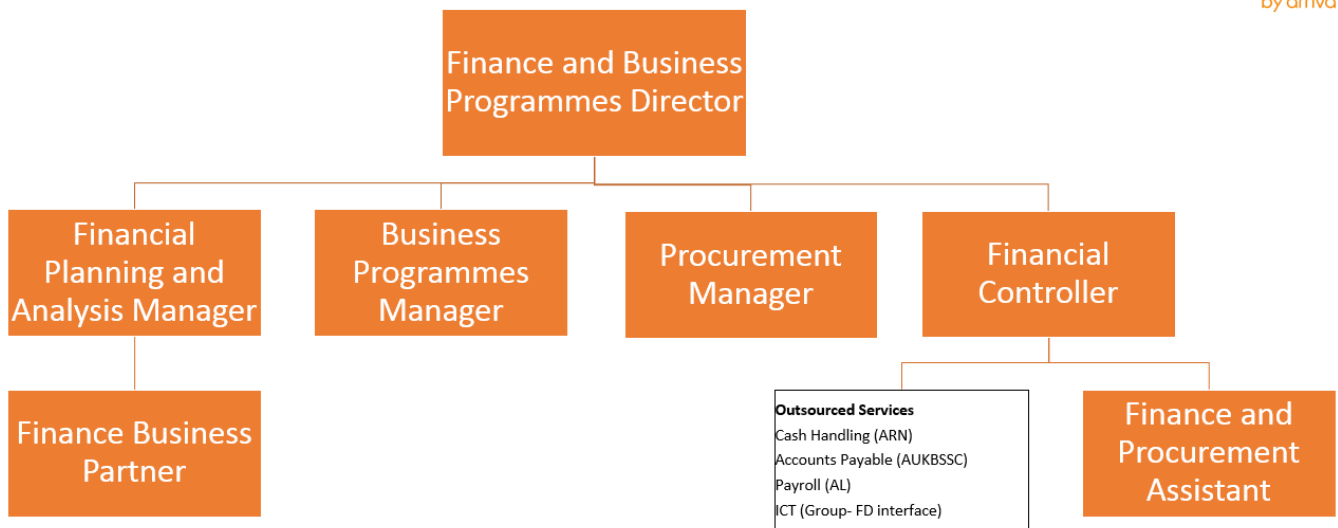 by arriva
Finance and Business
Programmes Director
Financial
Planning and
Analysis Manager
Business
Programmes
Manager
Procurement
Manager
Financial
Controller
Finance Business
Partner
Outsourced Services
Cash Handling (ARN)
Accounts Payable (AUKBSSC)
Payroll (AL)
ICT (Group- FD interface)
Finance and
Procurement
Assistant